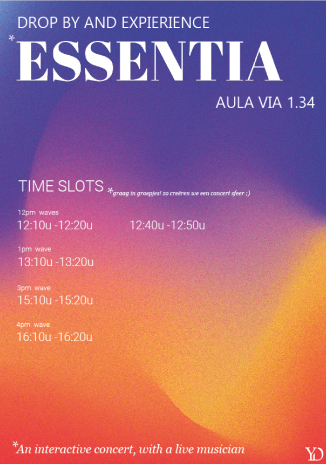 DROP BY AND EXPIERIENCE
*ESSENTIA
AULA VIA 1.34
TIME SLOTS *graag in groepjes! zo creëren we een concert sfeer ;)
12pm waves
12:10u -12:20u 12:40u -12:50u
1pm wave
13:10u -13:20u
3pm wave
15:10u -15:20u
4pm wave
16:10u -16:20u
*An interactive concert, with a live musician
YD